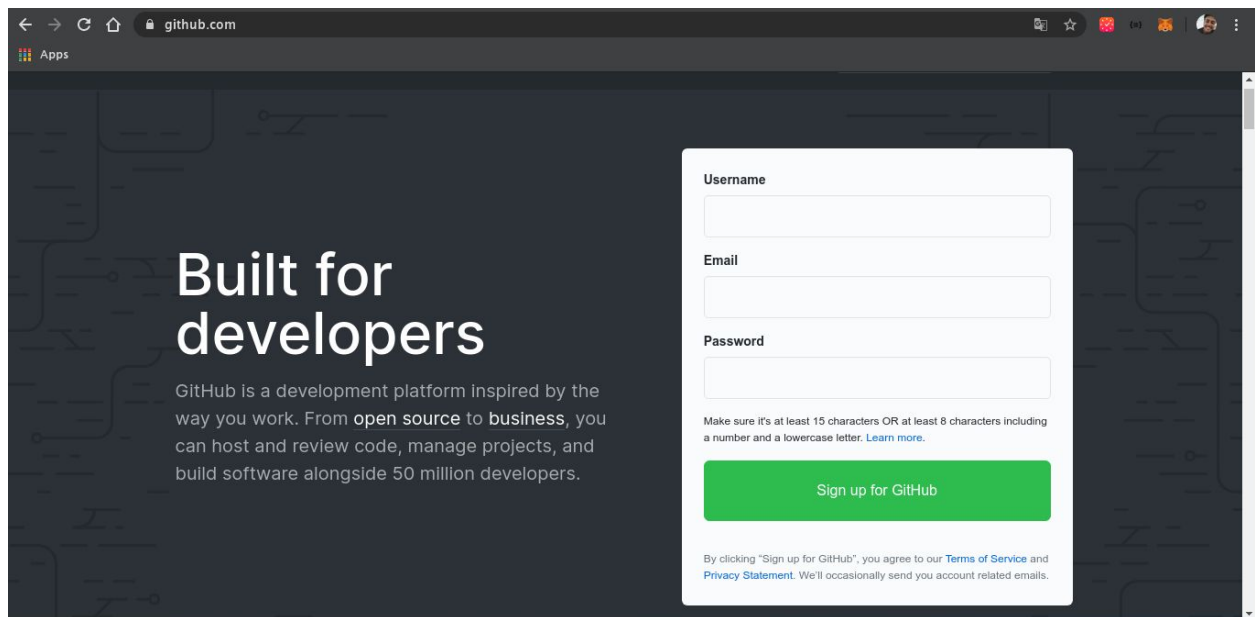 github.com
Apps
Built for
developers
GitHub is a development platform inspired by the
way you work. From open source to business, you
can host and review code, manage projects, and
build software alongside 50 million developers.
Username
Email
Password
Make sure it's at least 15 characters OR at least 8 characters including
a number and a lowercase letter. Learn more.
Sign up for GitHub
By clicking “Sign up for GitHub”, you agree to our Terms of Service and
Privacy Statement. We’ll occasionally send you account related emails.